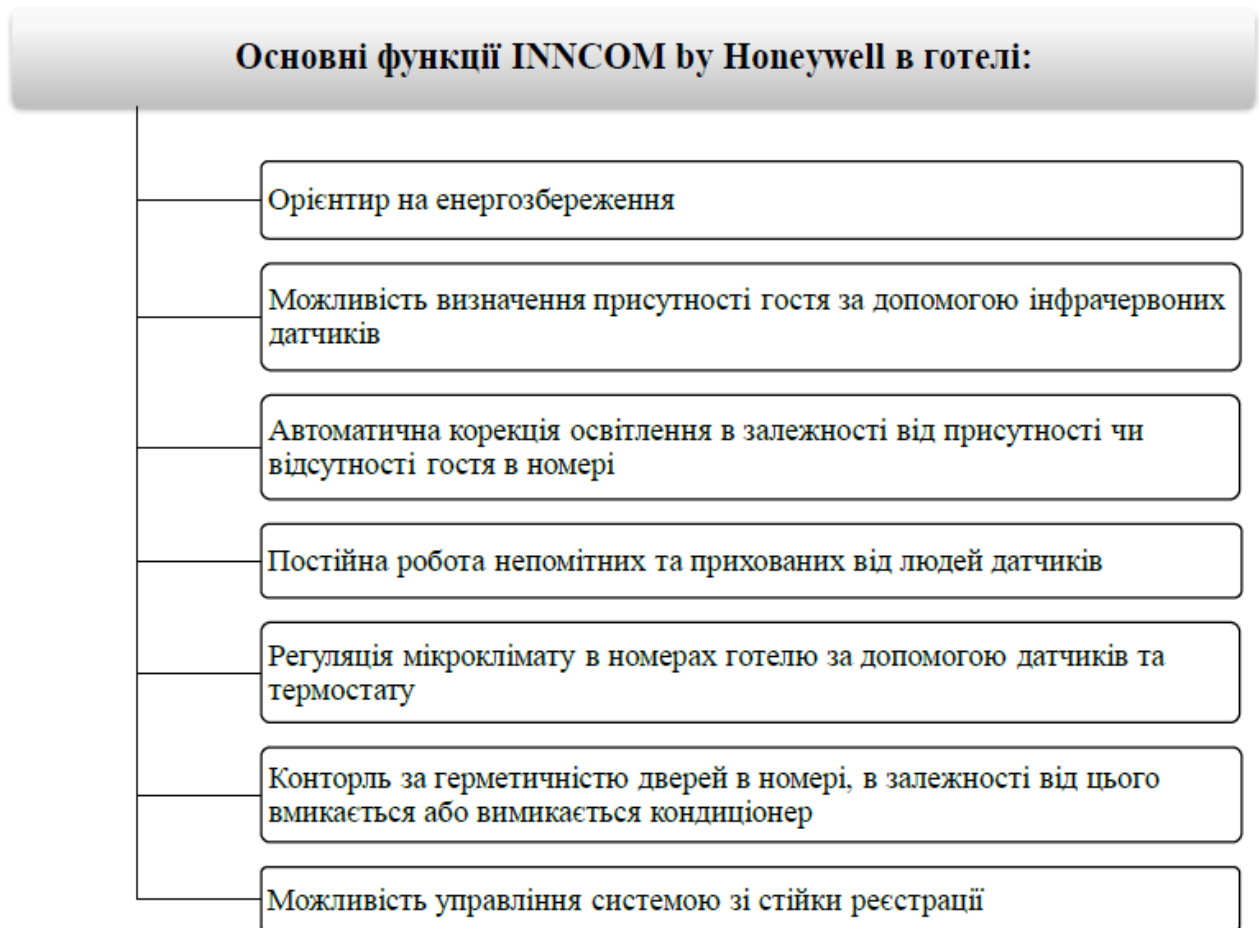 Основні функції INNCOM by Honeywell в готелі:
Орієнтир на енергозбереження
Можливість визначення присутності гостя за допомогою інфрачервоних
датчиків
Автоматична корекція освітлення в залежності від присутності чи
відсутності гостя в номері
Постійна робота непомітних та прихованих від людей датчиків
Регуляція мікроклімату в номерах готелю за допомогою датчиків та
термостату
Конторль за герметичністю дверей в номері, в залежності від цього
вмикається або вимикається кондиціонер
Можливість управління системою зі стійки реєстрації